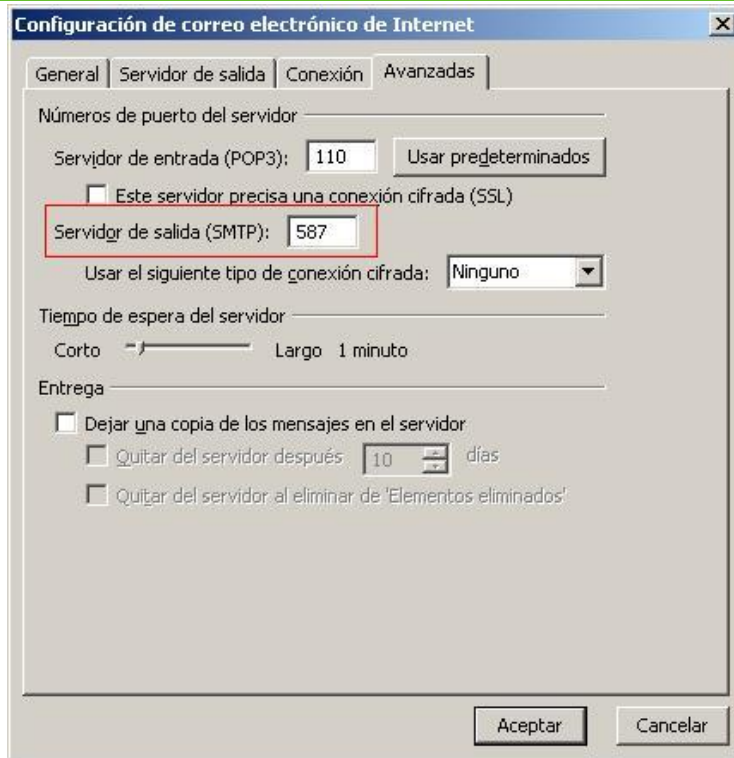 Configuración de correo electrónico de Internet
General Servidor de salida Conexión Avanzadas
Números de puerto del servidor
Servidor de entrada (POP3): 110 Usar predeterminados
Este servidor precisa una conexión cifrada (SSL)
Servidor de salida (SMTP): 587
Usar el siguiente tipo de conexión cifrada: Ninguno
Tiempo de espera del servidor
Corto Largo 1 minuto
Entrega
Dejar una copia de los mensajes en el servidor
Quitar del servidor después 10 días
Quitar del servidor al eliminar de 'Elementos eliminados'
Aceptar Cancelar